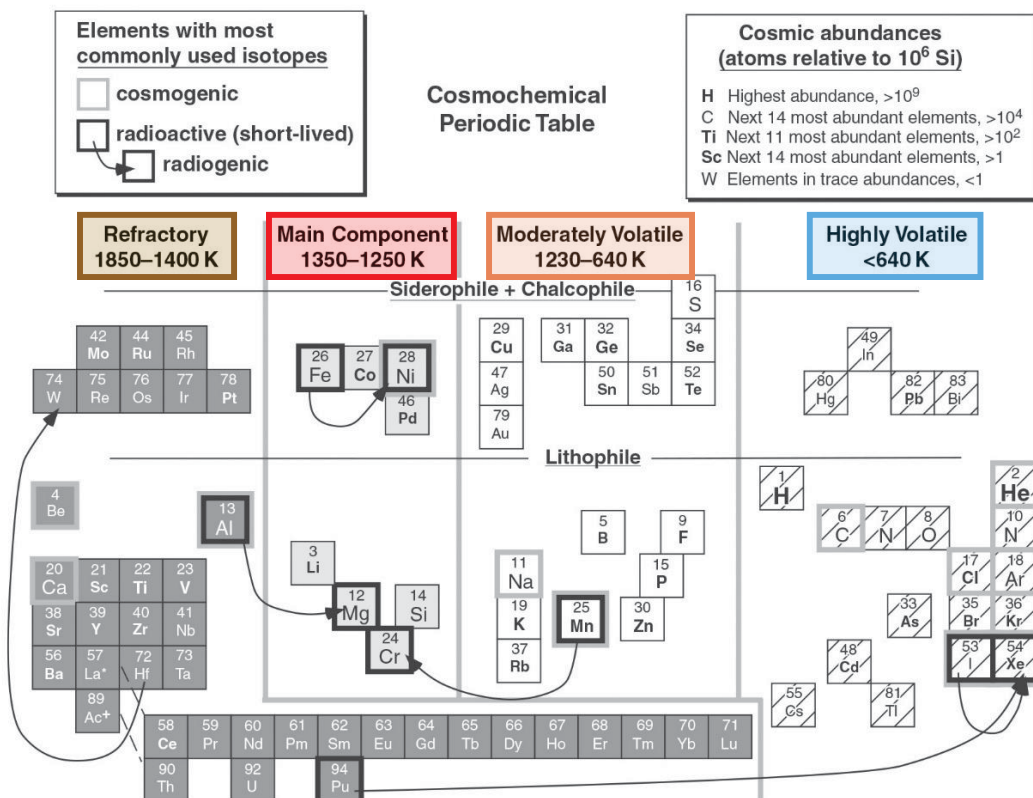 Elements with most
commonly used isotopes
cosmogenic
radioactive (short-lived)
radiogenic
Cosmochemical
Periodic Table
Cosmic abundances
(atoms relative to 10⁶ Si)
H Highest abundance, >10⁹
C Next 14 most abundant elements, >10⁴
Ti Next 11 most abundant elements, >10²
Sc Next 14 most abundant elements, >1
W Elements in trace abundances, <1
Refractory
1850–1400 K
Main Component
1350–1250 K
Moderately Volatile
1230–640 K
Highly Volatile
<640 K
Siderophile + Chalcophile
16
S
42 44 45
Mo Ru Rh
74 75 76 77 78
W Re Os Ir Pt
26 27 28
Fe Co Ni
46
Pd
29 31 32 34
Cu Ga Ge Se
47 50 51 52
Ag Sn Sb Te
79
Au
49
In
80 82 83
Hg Pb Bi
Lithophile
4
Be
13
Al
20 21 22 23
Ca Sc Ti V
38 39 40 41
Sr Y Zr Nb
56 57 72 73
Ba La* Hf Ta
89
Ac+
3
Li
12 14
Mg Si
24
Cr
5 9
B F
11 15
Na P
19 25 30
K Mn Zn
37
Rb
1 2
H He
6 7 8 10
C N O N
17 18
Cl Ar
33 35 36
As Br Kr
48 53 54
Cd I Xe
55 81
Cs Tl
58 59 60 61 62 63 64 65 66 67 68 69 70 71
Ce Pr Nd Pm Sm Eu Gd Tb Dy Ho Er Tm Yb Lu
90 92 94
Th U Pu